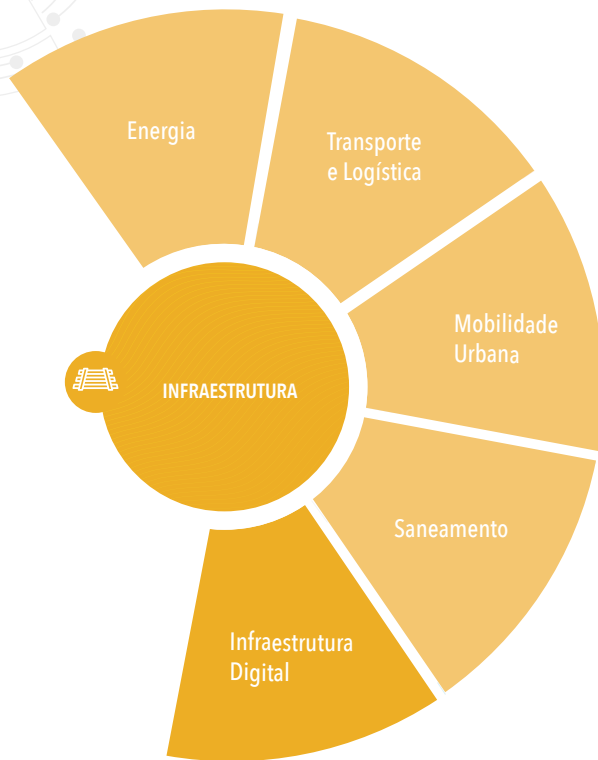 Energia
Transporte
e Logística
Mobilidade
Urbana
INFRAESTRUTURA
Saneamento
Infraestrutura
Digital